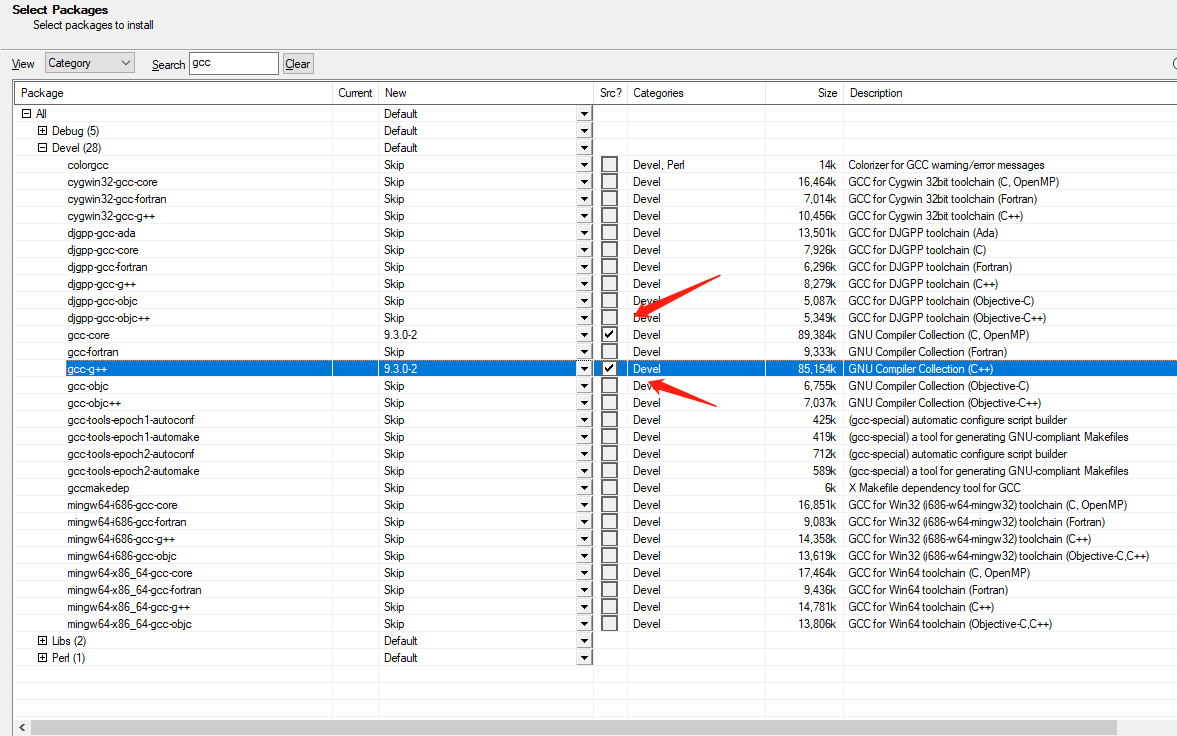 Select Packages
Select packages to install
View Category Search gcc Clear
Package Current New Src? Categories Size Description
All Default
Debug (5) Default
Devel (28) Default
colorgcc Skip Devel, Perl 14k Colorizer for GCC warning/error messages
cygwin32-gcc-core Skip Devel 16,464k GCC for Cygwin 32bit toolchain (C, OpenMP)
cygwin32-gcc-fortran Skip Devel 7,014k GCC for Cygwin 32bit toolchain (Fortran)
cygwin32-gcc-g++ Skip Devel 10,456k GCC for Cygwin 32bit toolchain (C++)
djgpp-gcc-ada Skip Devel 13,501k GCC for DJGPP toolchain (Ada)
djgpp-gcc-core Skip Devel 7,926k GCC for DJGPP toolchain (C)
djgpp-gcc-fortran Skip Devel 6,296k GCC for DJGPP toolchain (Fortran)
djgpp-gcc-g++ Skip Devel 8,279k GCC for DJGPP toolchain (C++)
djgpp-gcc-objc Skip Devel 5,087k GCC for DJGPP toolchain (Objective-C)
djgpp-gcc-objc++ Skip Devel 5,349k GCC for DJGPP toolchain (Objective-C++)
gcc-core 9.3.0-2 Devel 89,384k GNU Compiler Collection (C, OpenMP)
gcc-fortran Skip Devel 9,333k GNU Compiler Collection (Fortran)
gcc-g++ 9.3.0-2 Devel 85,154k GNU Compiler Collection (C++)
gcc-objc Skip Devel 6,755k GNU Compiler Collection (Objective-C)
gcc-objc++ Skip Devel 7,037k GNU Compiler Collection (Objective-C++)
gcc-tools-epoch1-autoconf Skip Devel 425k (gcc-special) automatic configure script builder
gcc-tools-epoch1-automake Skip Devel 419k (gcc-special) a tool for generating GNU-compliant Makefiles
gcc-tools-epoch2-autoconf Skip Devel 712k (gcc-special) automatic configure script builder
gcc-tools-epoch2-automake Skip Devel 589k (gcc-special) a tool for generating GNU-compliant Makefiles
gccmakedep Skip Devel 6k X Makefile dependency tool for GCC
mingw64-i686-gcc-core Skip Devel 16,851k GCC for Win32 (i686-w64-mingw32) toolchain (C, OpenMP)
mingw64-i686-gcc-fortran Skip Devel 9,083k GCC for Win32 (i686-w64-mingw32) toolchain (Fortran)
mingw64-i686-gcc-g++ Skip Devel 14,358k GCC for Win32 (i686-w64-mingw32) toolchain (C++)
mingw64-i686-gcc-objc Skip Devel 13,619k GCC for Win32 (i686-w64-mingw32) toolchain (Objective-C,C++)
mingw64-x86_64-gcc-core Skip Devel 17,464k GCC for Win64 toolchain (C, OpenMP)
mingw64-x86_64-gcc-fortran Skip Devel 9,436k GCC for Win64 toolchain (Fortran)
mingw64-x86_64-gcc-g++ Skip Devel 14,781k GCC for Win64 toolchain (C++)
mingw64-x86_64-gcc-objc Skip Devel 13,806k GCC for Win64 toolchain (Objective-C,C++)
Libs (2) Default
Perl (1) Default